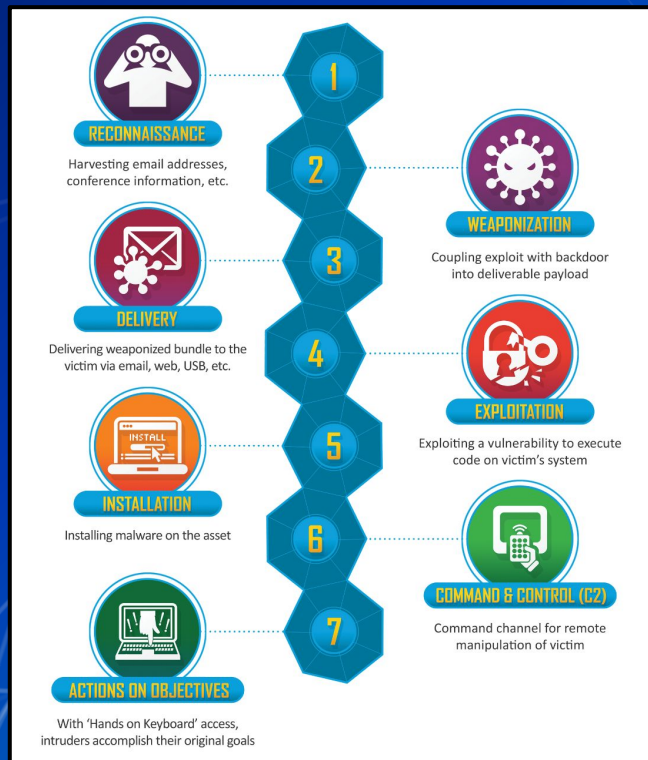 1
RECONNAISSANCE
Harvesting email addresses,
conference information, etc.
2
WEAPONIZATION
Coupling exploit with backdoor
into deliverable payload
3
DELIVERY
Delivering weaponized bundle to the
victim via email, web, USB, etc.
4
EXPLOITATION
Exploiting a vulnerability to execute
code on victim's system
5
INSTALL
INSTALLATION
Installing malware on the asset
6
COMMAND & CONTROL (C2)
Command channel for remote
manipulation of victim
7
ACTIONS ON OBJECTIVES
With 'Hands on Keyboard' access,
intruders accomplish their original goals